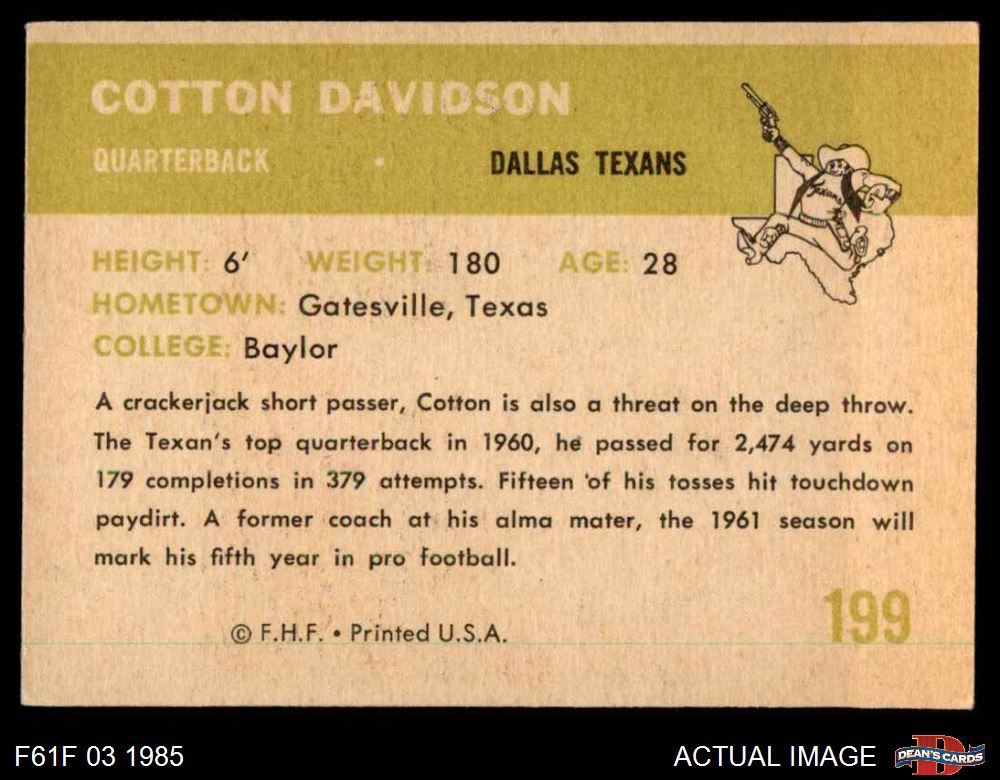 COTTON DAVIDSON
QUARTERBACK • DALLAS TEXANS
Texans
HEIGHT: 6' WEIGHT: 180 AGE: 28
HOMETOWN: Gatesville, Texas
COLLEGE: Baylor
A crackerjack short passer, Cotton is also a threat on the deep throw.
The Texan's top quarterback in 1960, he passed for 2,474 yards on
179 completions in 379 attempts. Fifteen of his tosses hit touchdown
paydirt. A former coach at his alma mater, the 1961 season will
mark his fifth year in pro football.
199
© F.H.F. • Printed U.S.A.
F61F 03 1985
ACTUAL IMAGE
D
DEAN'S CARDS